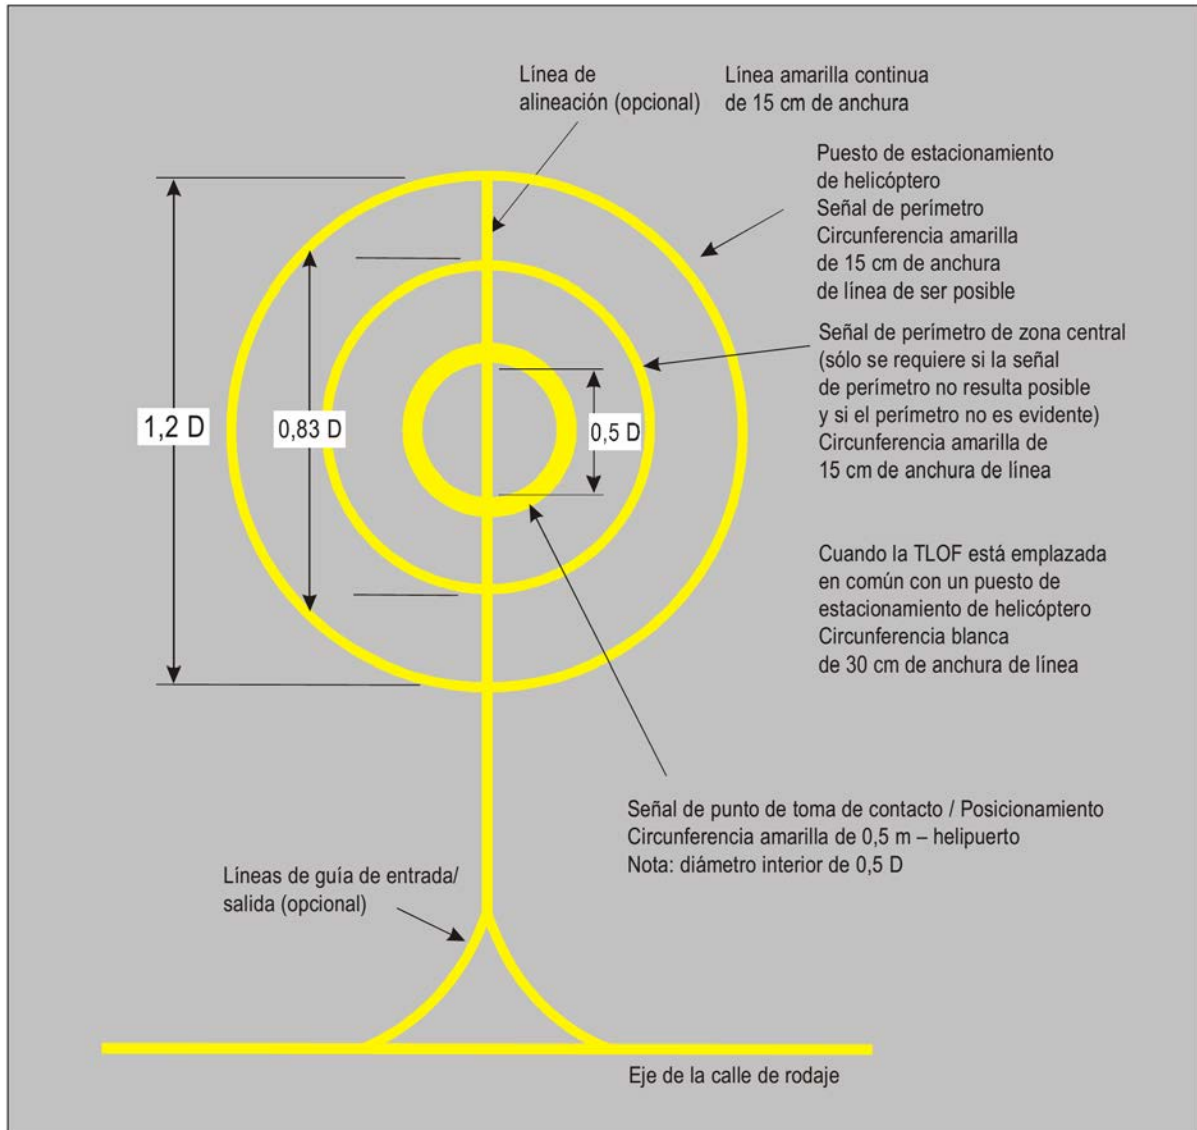 Línea de
alineación (opcional)
Línea amarilla continua
de 15 cm de anchura
Puesto de estacionamiento
de helicóptero
Señal de perímetro
Circunferencia amarilla
de 15 cm de anchura
de línea de ser posible
Señal de perímetro de zona central
(sólo se requiere si la señal
de perímetro no resulta posible
y si el perímetro no es evidente)
Circunferencia amarilla de
15 cm de anchura de línea
1,2 D
0,83 D
0,5 D
Cuando la TLOF está emplazada
en común con un puesto de
estacionamiento de helicóptero
Circunferencia blanca
de 30 cm de anchura de línea
Señal de punto de toma de contacto / Posicionamiento
Circunferencia amarilla de 0,5 m – helipuerto
Nota: diámetro interior de 0,5 D
Líneas de guía de entrada/
salida (opcional)
Eje de la calle de rodaje